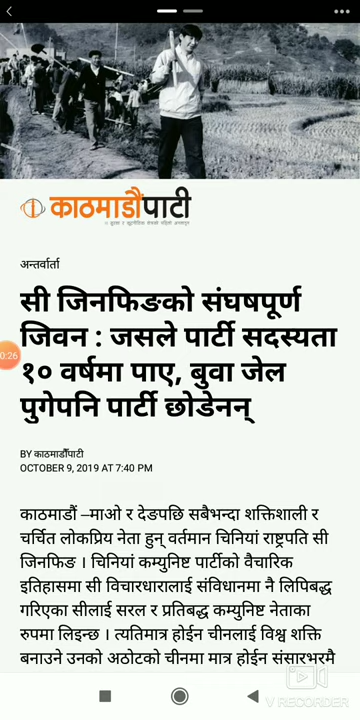 काठमाडौंपाटी
अन्तर्वार्ता
सी जिनफिङको संघषपूर्ण
जिवन : जसले पार्टी सदस्यता
१० वर्षमा पाए, बुवा जेल
पुगेपनि पार्टी छोडेनन्
0:26
BY काठमाडौंपाटी
OCTOBER 9, 2019 AT 7:40 PM
काठमाडौं –माओ र देङपछि सबैभन्दा शक्तिशाली र
चर्चित लोकप्रिय नेता हुन् वर्तमान चिनियां राष्ट्रपति सी
जिनफिङ । चिनियां कम्युनिष्ट पार्टीको वैचारिक
इतिहासमा सी विचारधारालाई संविधानमा नै लिपिबद्ध
गरिएका सीलाई सरल र प्रतिबद्ध कम्युनिष्ट नेताका
रुपमा लिइन्छ । त्यतिमात्र होईन चीनलाई विश्व शक्ति
बनाउने उनको अठोटको चीनमा मात्र होईन संसारभरमै
V RECORDER